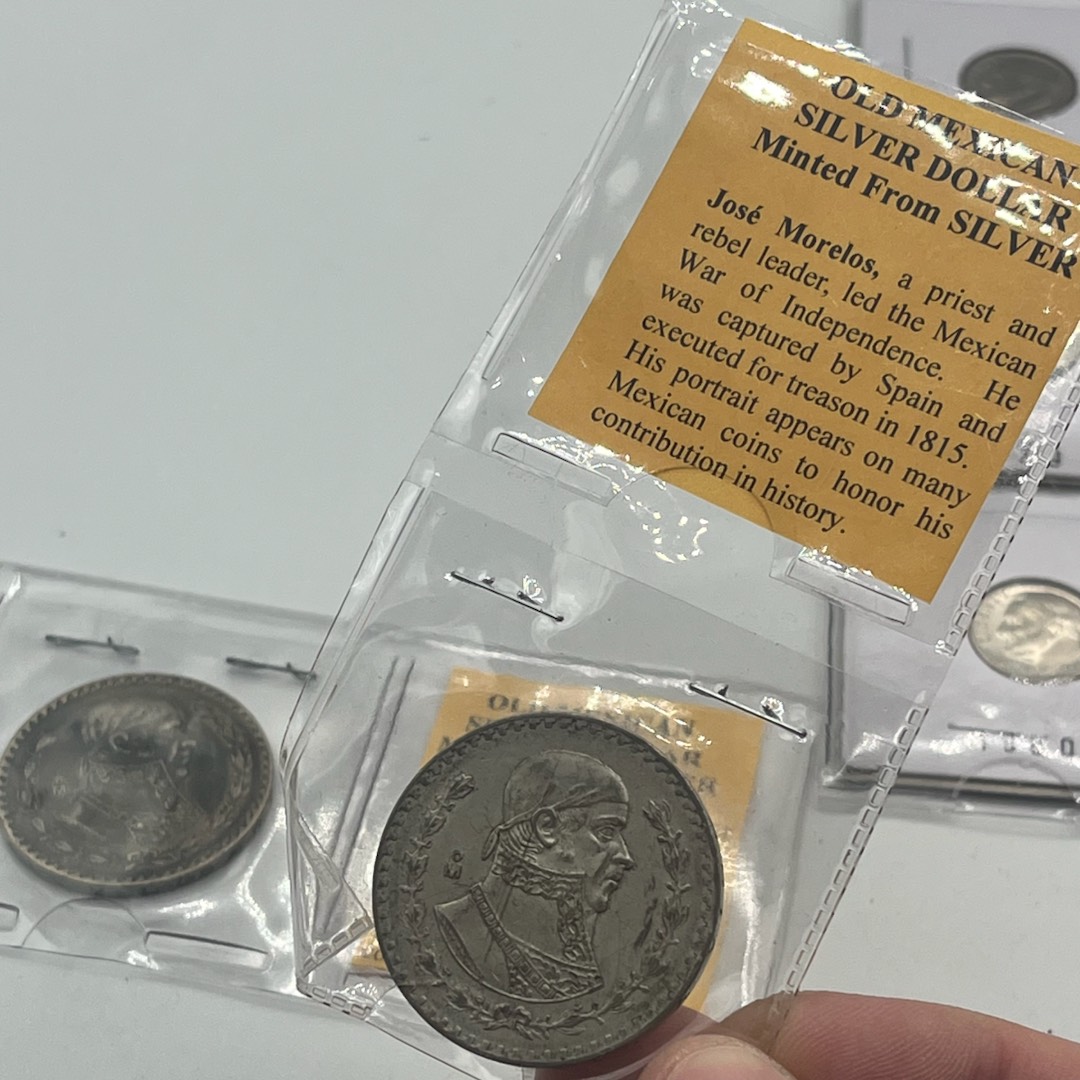 OLD MEXICAN
SILVER DOLLAR
Minted From SILVER
José Morelos, a priest and
rebel leader, led the Mexican
War of Independence. He
was captured by Spain and
executed for treason in 1815.
His portrait appears on many
Mexican coins to honor his
contribution in history.
OLD MEXICAN